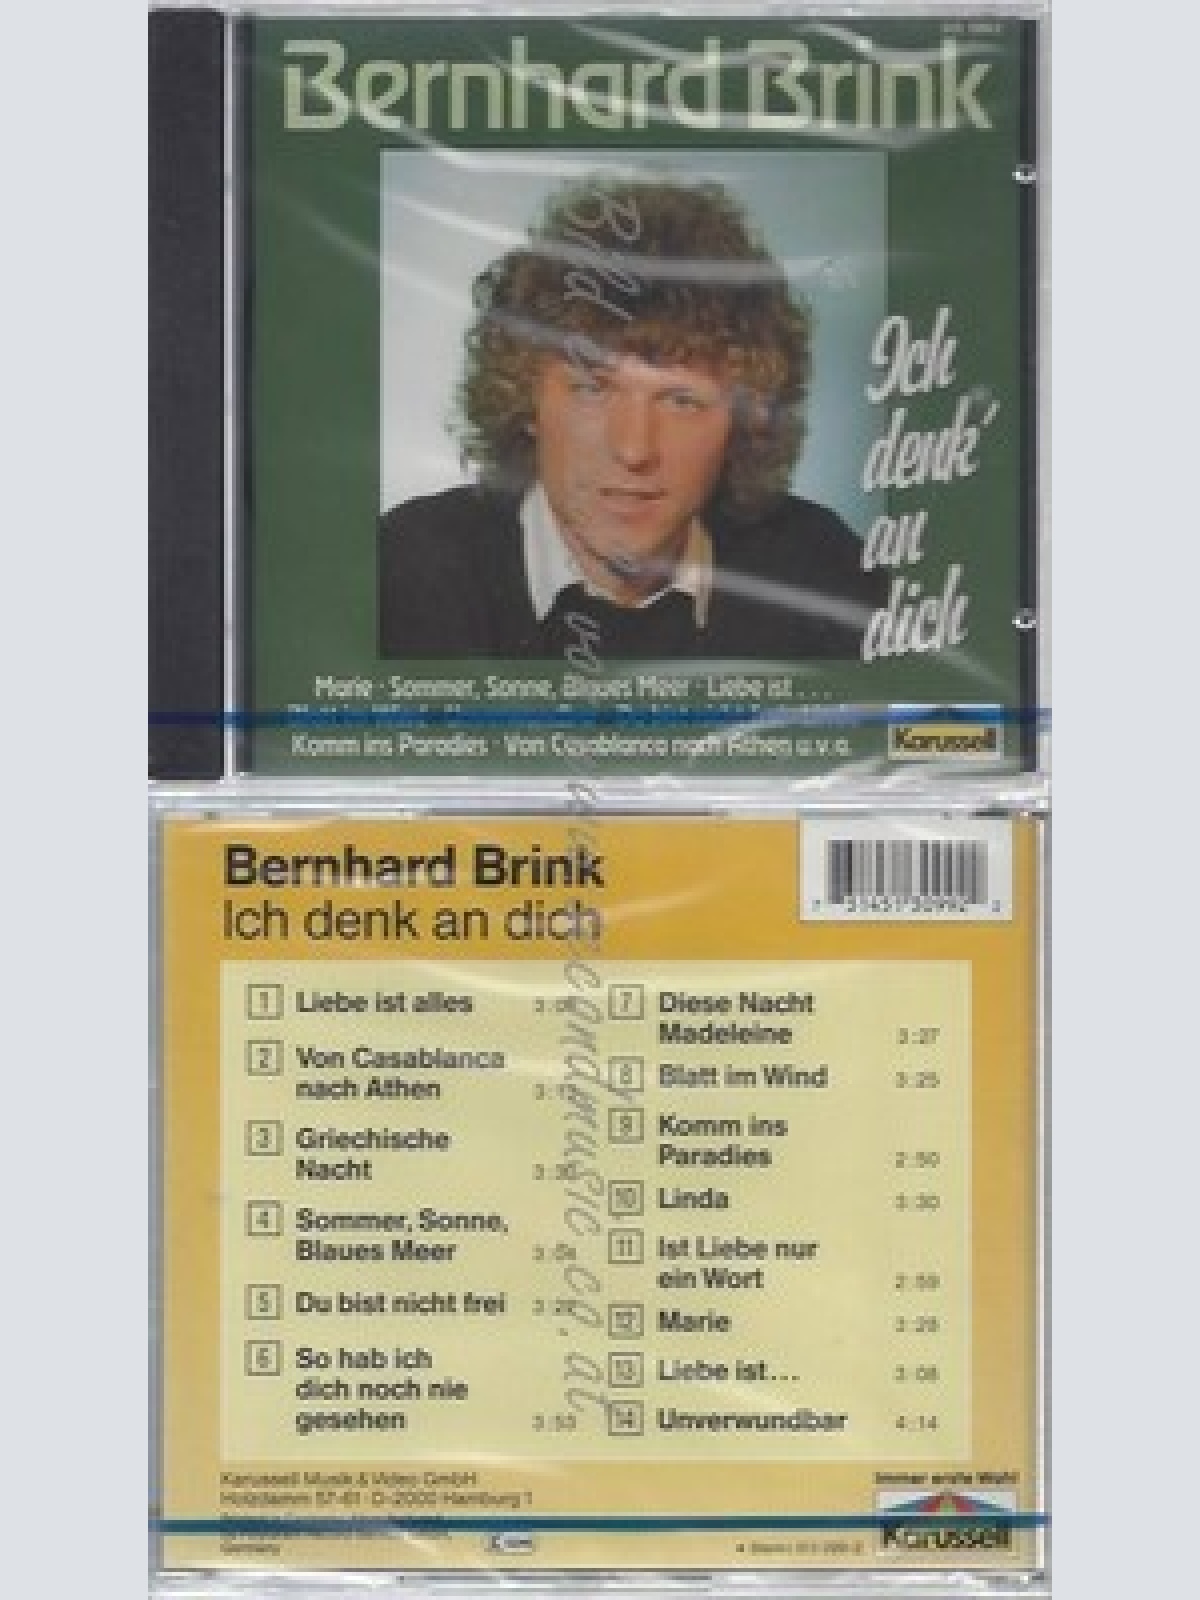 Bernhard Brink
Ich
denk'
an
dich
Marie · Sommer, Sonne, Blaues Meer · Liebe ist ...
Komm ins Paradies · Von Casablanca nach Athen u.v.a.
Karussell
Bernhard Brink
Ich denk an dich
1 Liebe ist alles
2 Von Casablanca
nach Athen
3 Griechische
Nacht
4 Sommer, Sonne,
Blaues Meer
5 Du bist nicht frei
6 So hab ich
dich noch nie
gesehen 3:53
7 Diese Nacht
Madeleine 3:27
8 Blatt im Wind 3:25
9 Komm ins
Paradies 2:50
10 Linda 3:30
11 Ist Liebe nur
ein Wort 2:59
12 Marie 3:28
13 Liebe ist... 3:08
14 Unverwundbar 4:14
Karussell Musik & Video GmbH
Holzdamm 57-61 · D-2000 Hamburg 1
Germany
Immer erste Wahl
Karussell